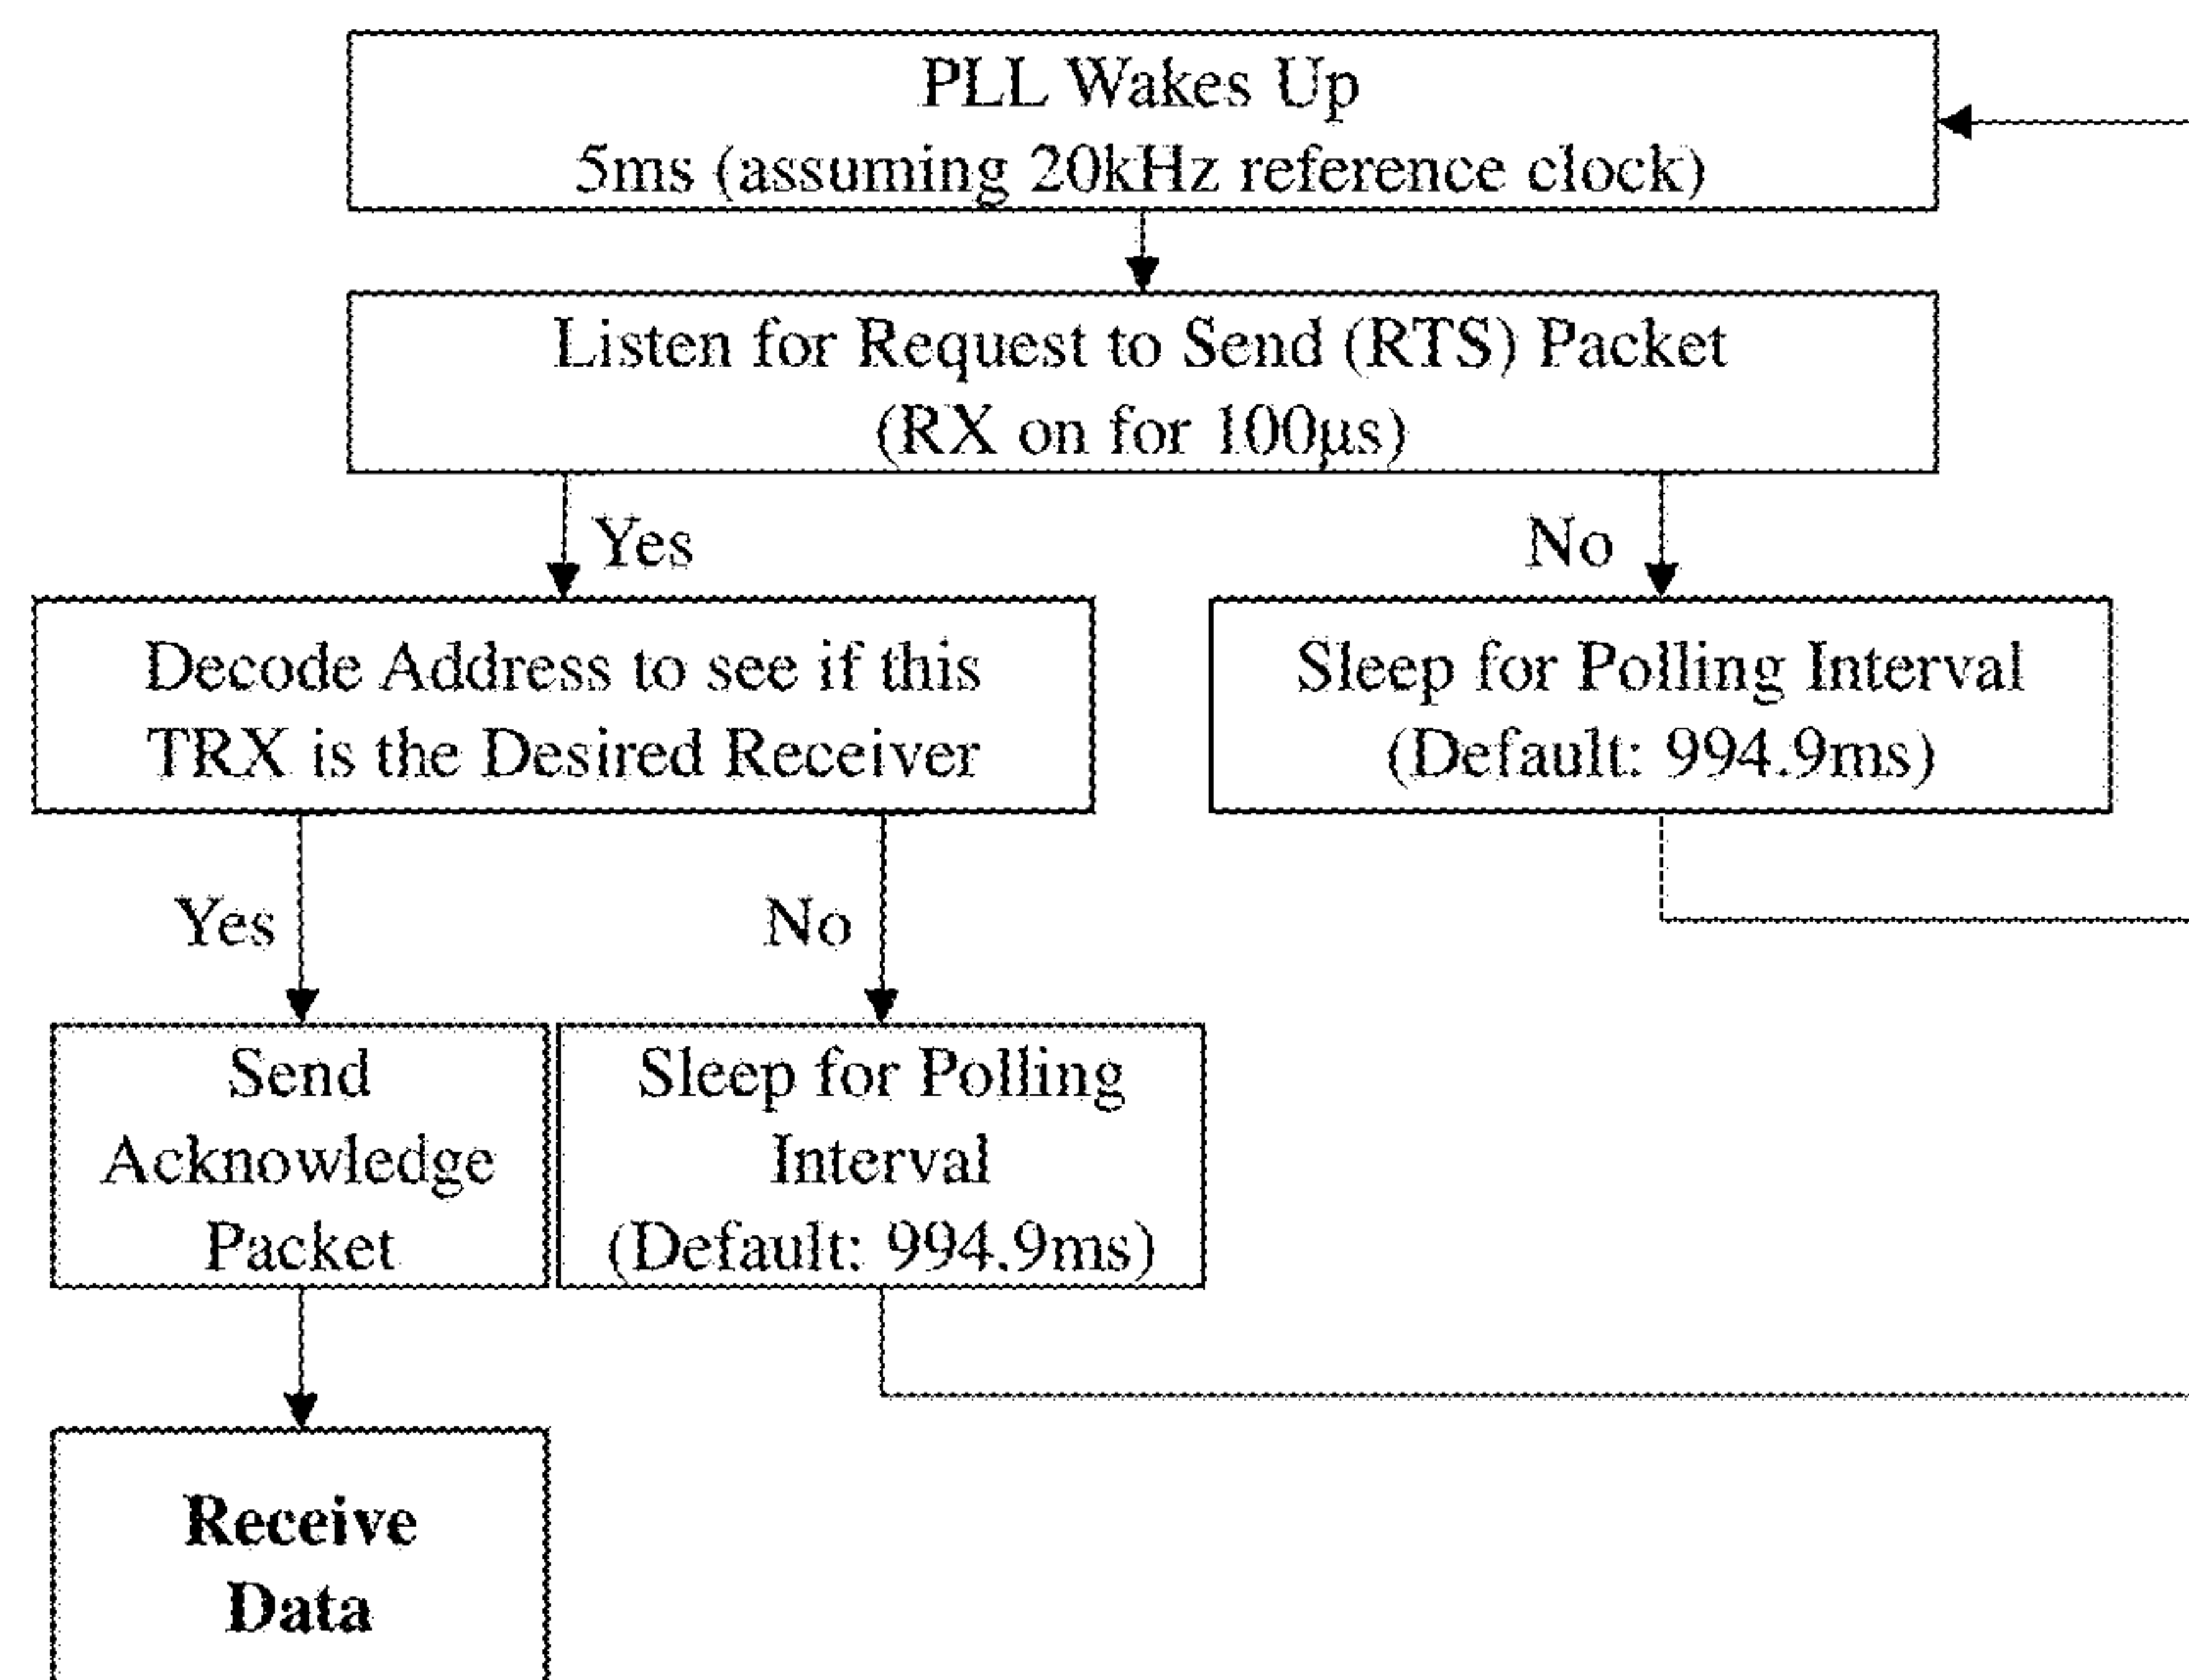 PLL Wakes Up
5ms (assuming 20kHz reference clock)
Listen for Request to Send (RTS) Packet
(RX on for 100μs)
Yes
No
Decode Address to see if this
TRX is the Desired Receiver
Sleep for Polling Interval
(Default: 994.9ms)
Yes
No
Send
Acknowledge
Packet
Sleep for Polling
Interval
(Default: 994.9ms)
Receive
Data